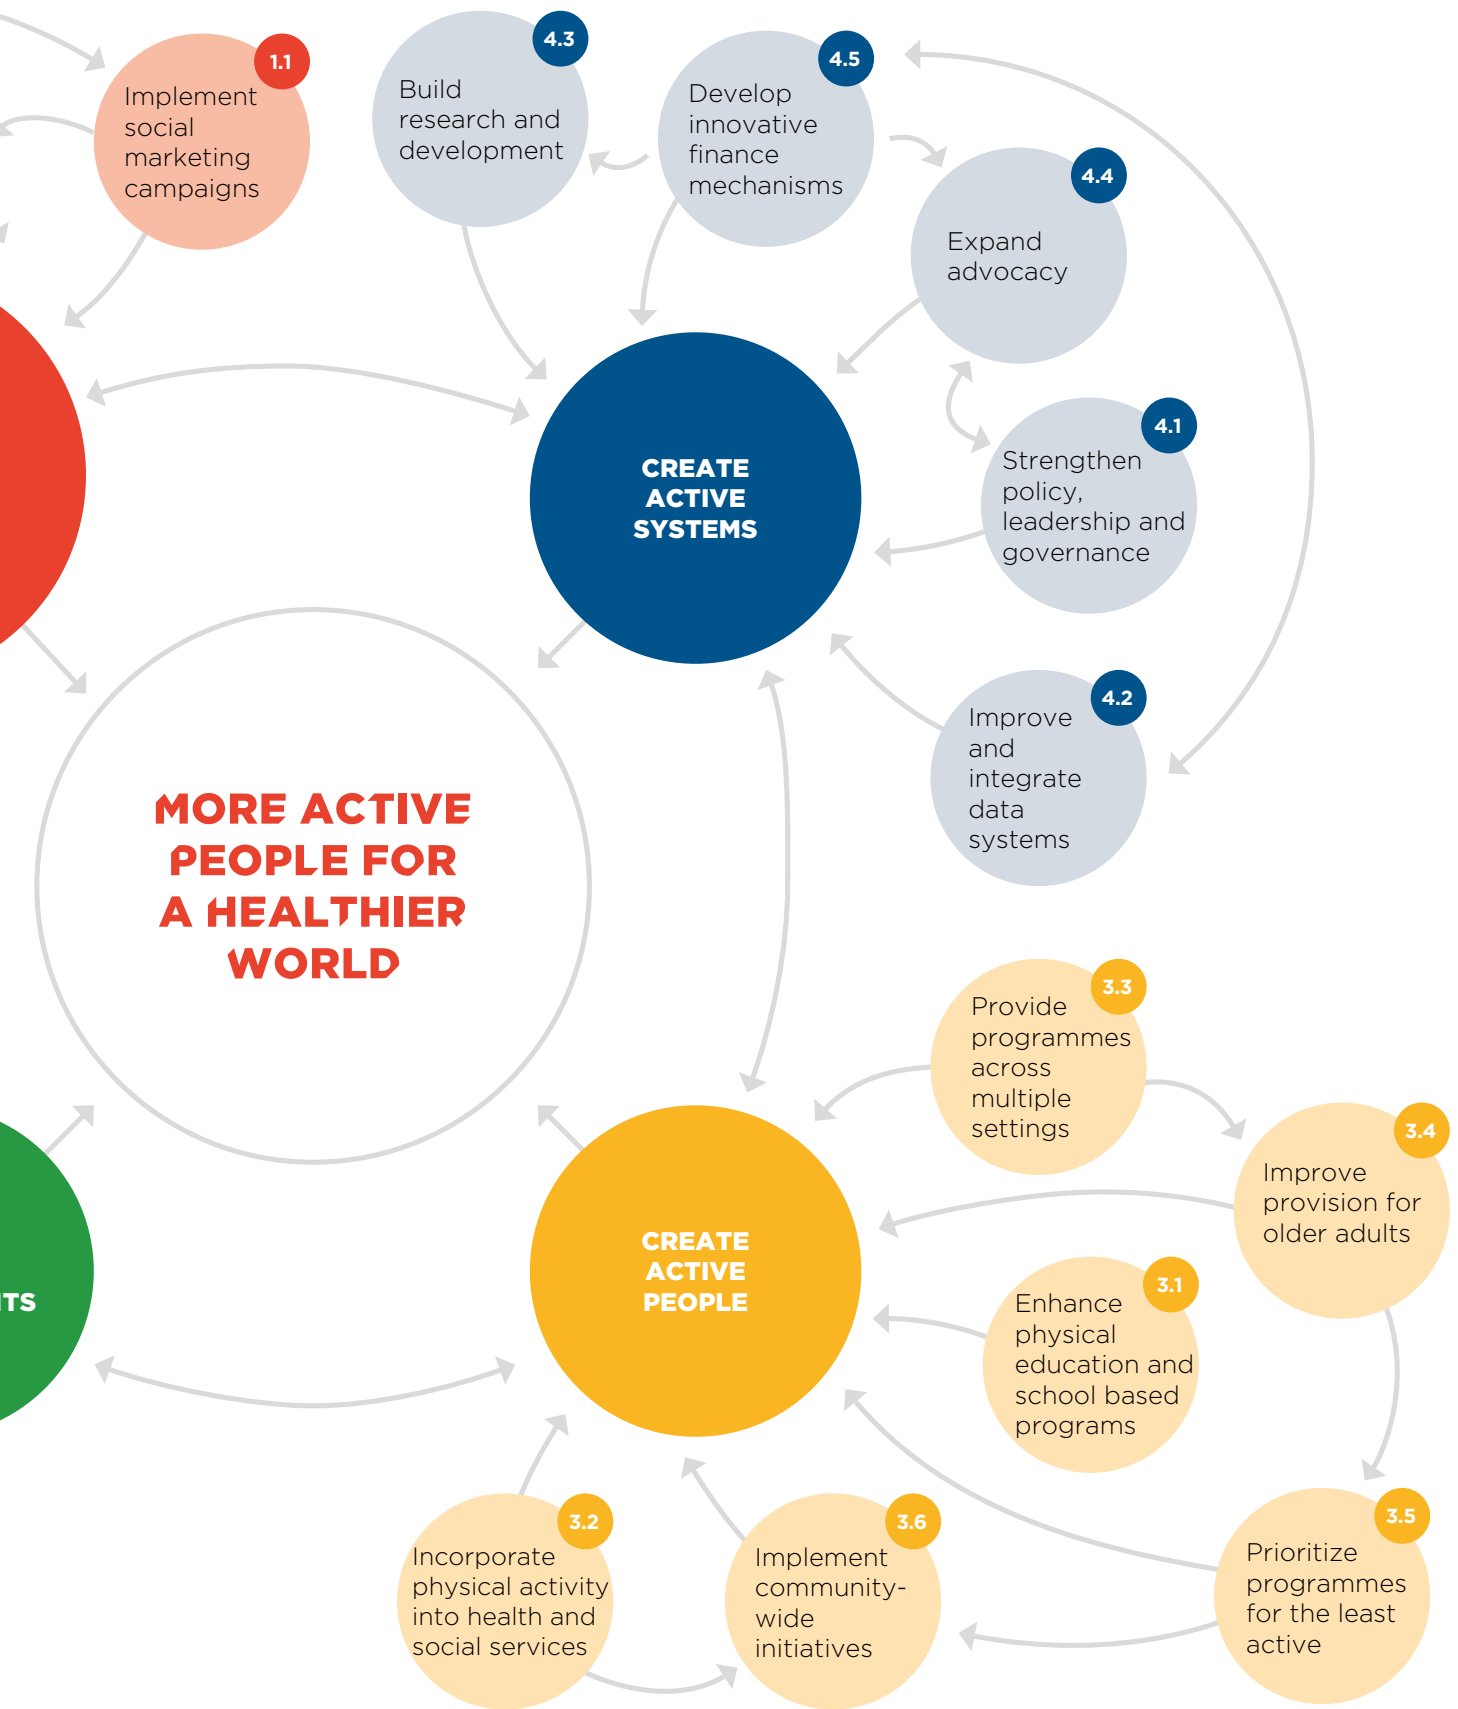 1.1
Implement
social
marketing
campaigns
4.3
Build
research and
development
4.5
Develop
innovative
finance
mechanisms
4.4
Expand
advocacy
4.1
Strengthen
policy,
leadership and
governance
CREATE
ACTIVE
SYSTEMS
4.2
Improve
and
integrate
data
systems
MORE ACTIVE
PEOPLE FOR
A HEALTHIER
WORLD
3.3
Provide
programmes
across
multiple
settings
3.4
Improve
provision for
older adults
CREATE
ACTIVE
PEOPLE
3.1
Enhance
physical
education and
school based
programs
3.2
Incorporate
physical activity
into health and
social services
3.6
Implement
community-
wide
initiatives
3.5
Prioritize
programmes
for the least
active